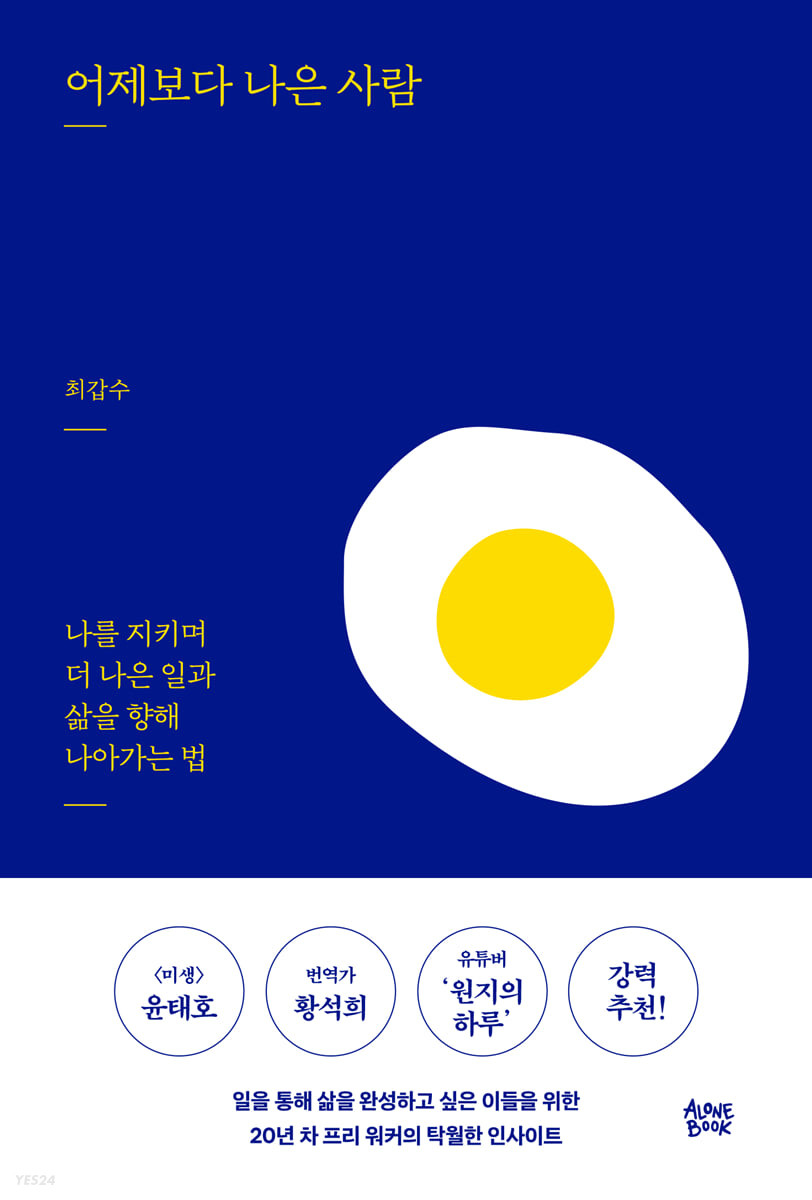 어제보다 나은 사람
최갑수
나를 지키며
더 나은 일과
삶을 향해
나아가는 법
〈미생〉
윤태호
번역가
황석희
유튜버
‘원지의
하루’
강력
추천!
일을 통해 삶을 완성하고 싶은 이들을 위한
20년 차 프리 워커의 탁월한 인사이트
ALONE
BOOK
YES24